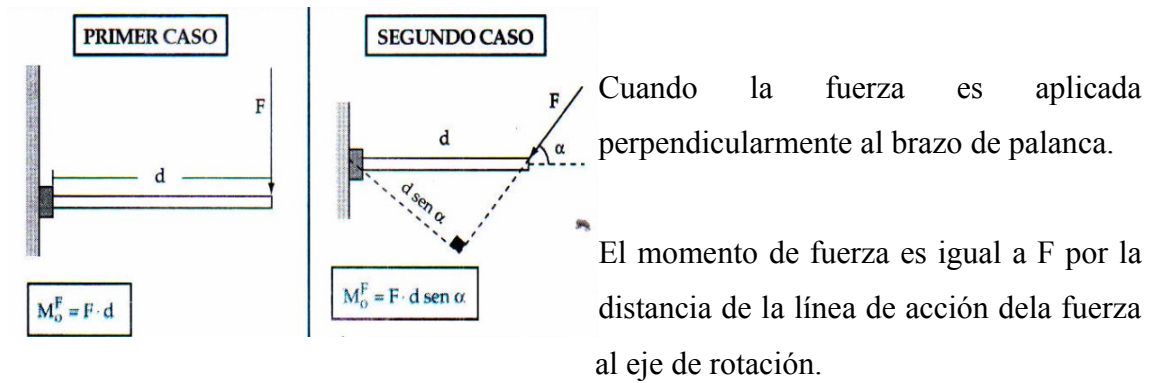 PRIMER CASO
F
d
M_o^F = F · d
SEGUNDO CASO
F
d
α
d sen α
M_o^F = F · d sen α
Cuando la fuerza es aplicada
perpendicularmente al brazo de palanca.
El momento de fuerza es igual a F por la
distancia de la línea de acción dela fuerza
al eje de rotación.